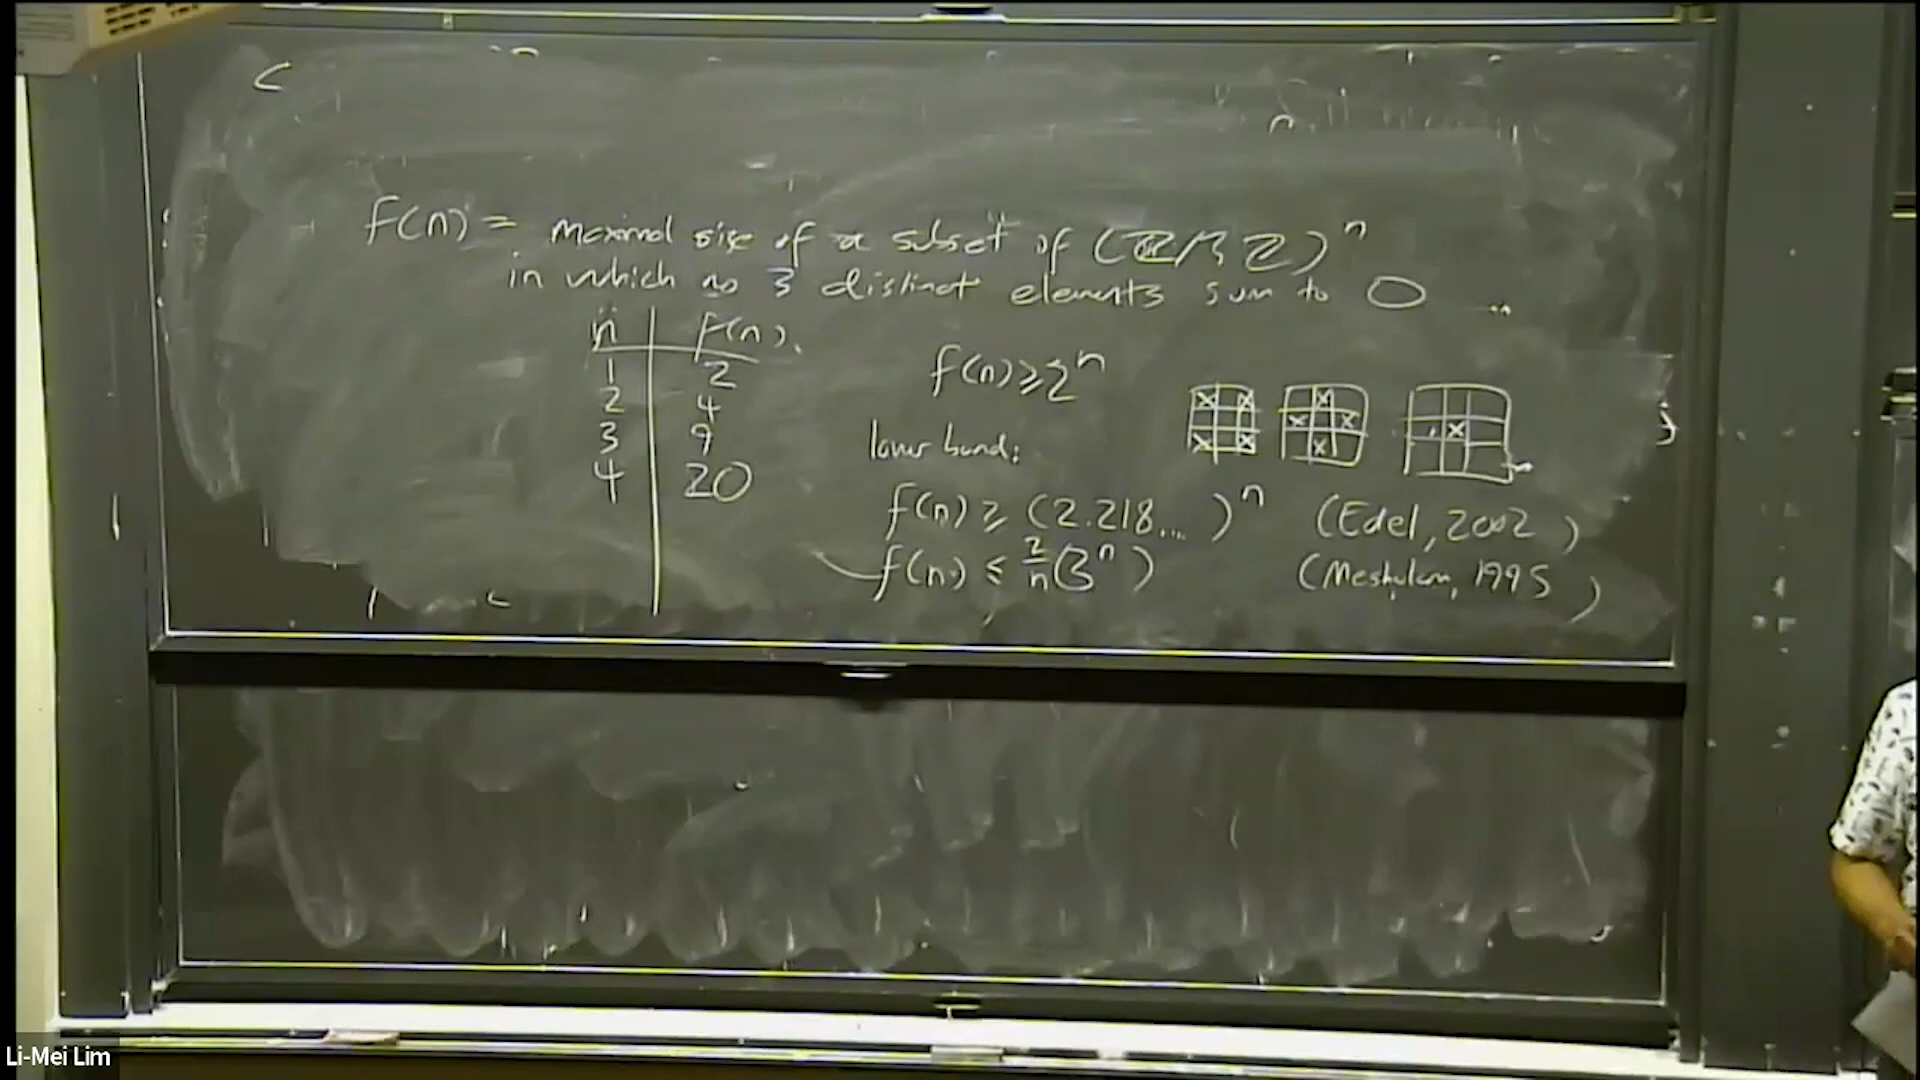 f(n) = maximal size of a subset of (Z/3Z)^n
in which no 3 distinct elements sum to 0
n f(n)
1 2
2 4
3 9
4 20
f(n) ≥ 2^n
lower bound:
f(n) ≥ (2.218...)^n (Edel, 2002)
f(n) ≤ 2/n (3^n) (Meshulam, 1995)
Li-Mei Lim